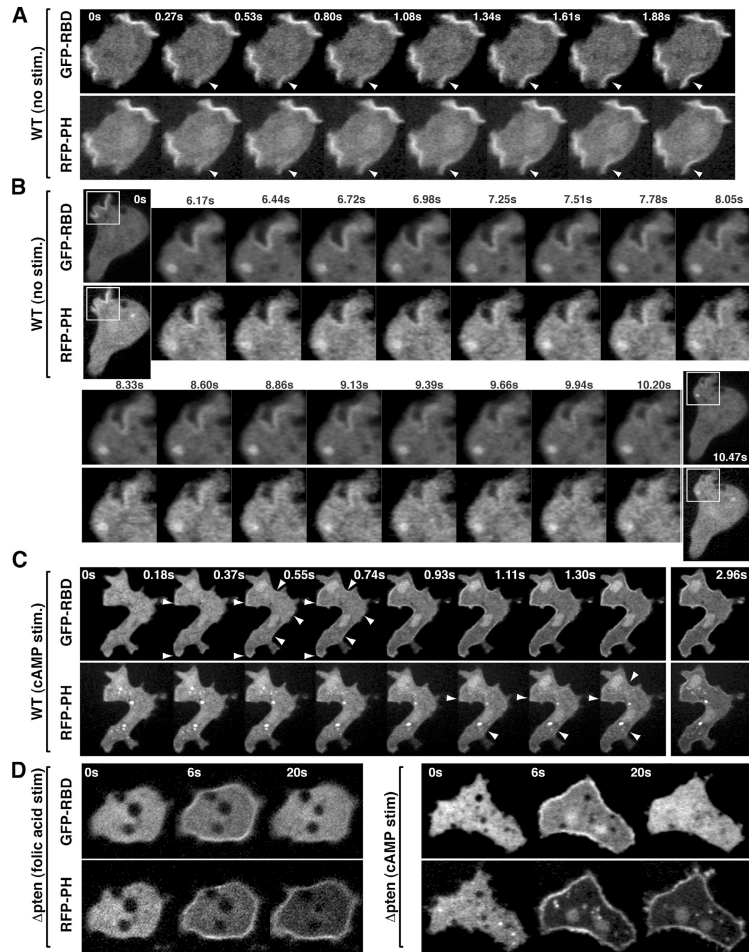 A
WT (no stim.)
GFP-RBD
RFP-PH
0s 0.27s 0.53s 0.80s 1.08s 1.34s 1.61s 1.88s
B
WT (no stim.)
GFP-RBD
RFP-PH
0s 6.17s 6.44s 6.72s 6.98s 7.25s 7.51s 7.78s 8.05s
8.33s 8.60s 8.86s 9.13s 9.39s 9.66s 9.94s 10.20s
10.47s
C
WT (cAMP stim.)
GFP-RBD
RFP-PH
0s 0.18s 0.37s 0.55s 0.74s 0.93s 1.11s 1.30s 2.96s
D
Δpten (folic acid stim)
GFP-RBD
RFP-PH
0s 6s 20s
Δpten (cAMP stim)
0s 6s 20s